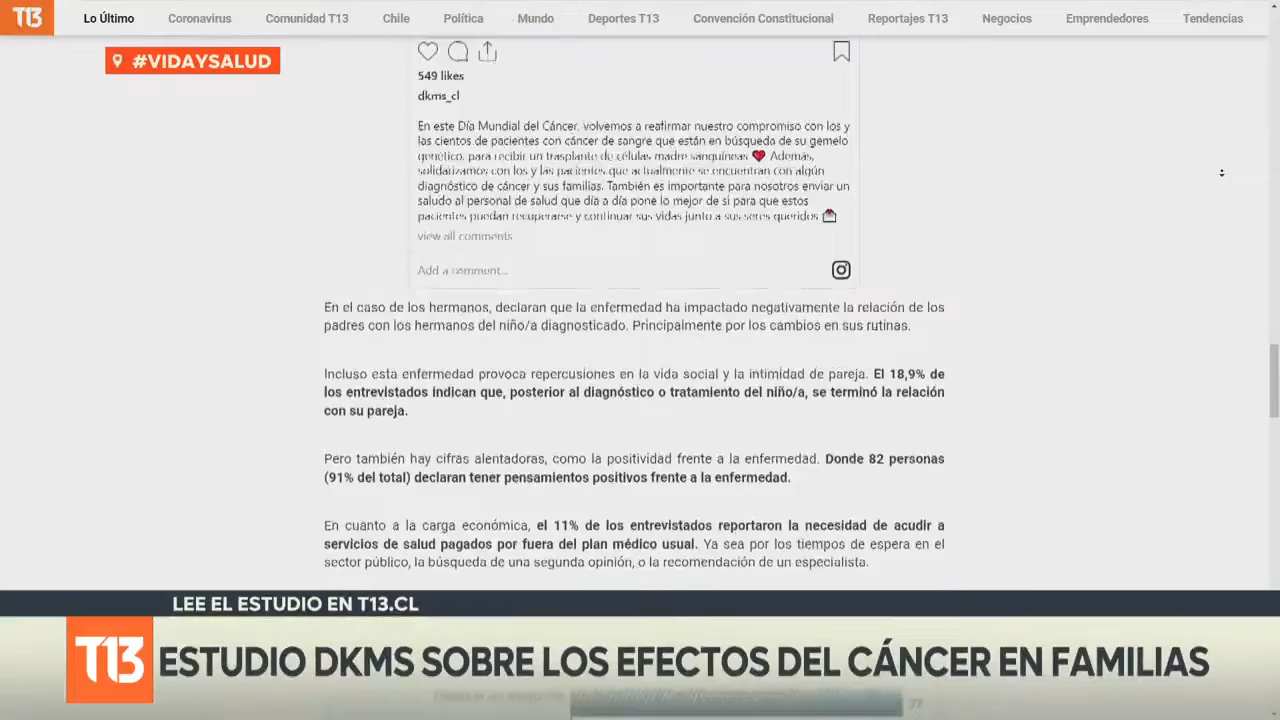 T13
Lo Último
Coronavirus
Comunidad T13
Chile
Política
Mundo
Deportes T13
Convención Constitucional
Reportajes T13
Negocios
Emprendedores
Tendencias
#VIDAYSALUD
549 likes
dkms_cl
En este Día Mundial del Cáncer, volvemos a reafirmar nuestro compromiso con los y
las cientos de pacientes con cáncer de sangre que están en búsqueda de su gemelo
genético, para recibir un trasplante de células madre sanguíneas ❤️ Además,
solidarizamos con los y las pacientes que actualmente se encuentran con algún
diagnóstico de cáncer y sus familias. También es importante para nosotros enviar un
saludo al personal de salud que día a día pone lo mejor de si para que estos
pacientes puedan recuperarse y continuar sus vidas junto a sus seres queridos
view all comments
Add a comment...
En el caso de los hermanos, declaran que la enfermedad ha impactado negativamente la relación de los
padres con los hermanos del niño/a diagnosticado. Principalmente por los cambios en sus rutinas.
Incluso esta enfermedad provoca repercusiones en la vida social y la intimidad de pareja. El 18,9% de
los entrevistados indican que, posterior al diagnóstico o tratamiento del niño/a, se terminó la relación
con su pareja.
Pero también hay cifras alentadoras, como la positividad frente a la enfermedad. Donde 82 personas
(91% del total) declaran tener pensamientos positivos frente a la enfermedad.
En cuanto a la carga económica, el 11% de los entrevistados reportaron la necesidad de acudir a
servicios de salud pagados por fuera del plan médico usual. Ya sea por los tiempos de espera en el
sector público, la búsqueda de una segunda opinión, o la recomendación de un especialista.
LEE EL ESTUDIO EN T13.CL
T13
ESTUDIO DKMS SOBRE LOS EFECTOS DEL CÁNCER EN FAMILIAS